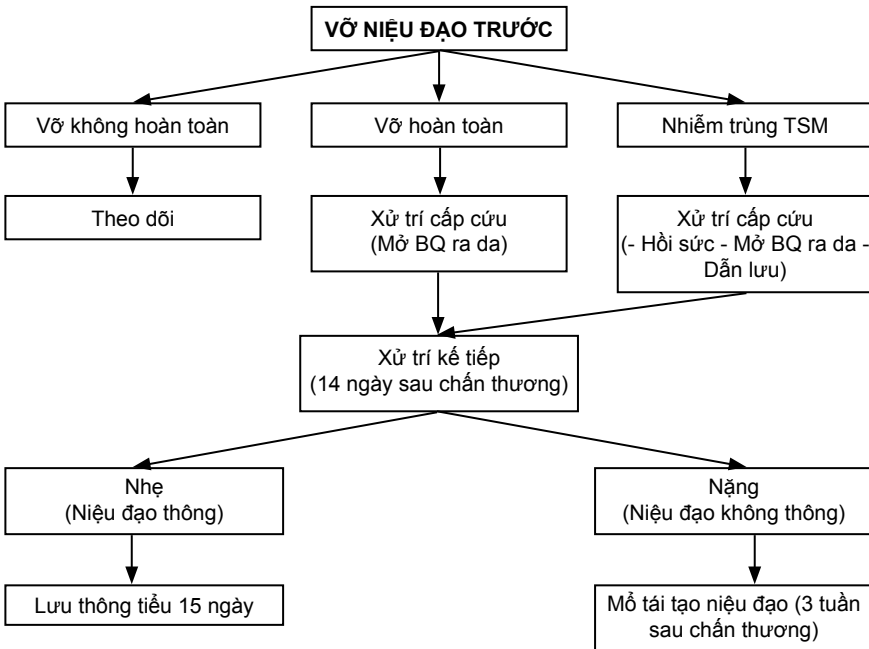 VỠ NIỆU ĐẠO TRƯỚC
Vỡ không hoàn toàn
Vỡ hoàn toàn
Nhiễm trùng TSM
Theo dõi
Xử trí cấp cứu
(Mở BQ ra da)
Xử trí cấp cứu
(- Hồi sức - Mở BQ ra da -
Dẫn lưu)
Xử trí kế tiếp
(14 ngày sau chấn thương)
Nhẹ
(Niệu đạo thông)
Nặng
(Niệu đạo không thông)
Lưu thông tiểu 15 ngày
Mổ tái tạo niệu đạo (3 tuần
sau chấn thương)